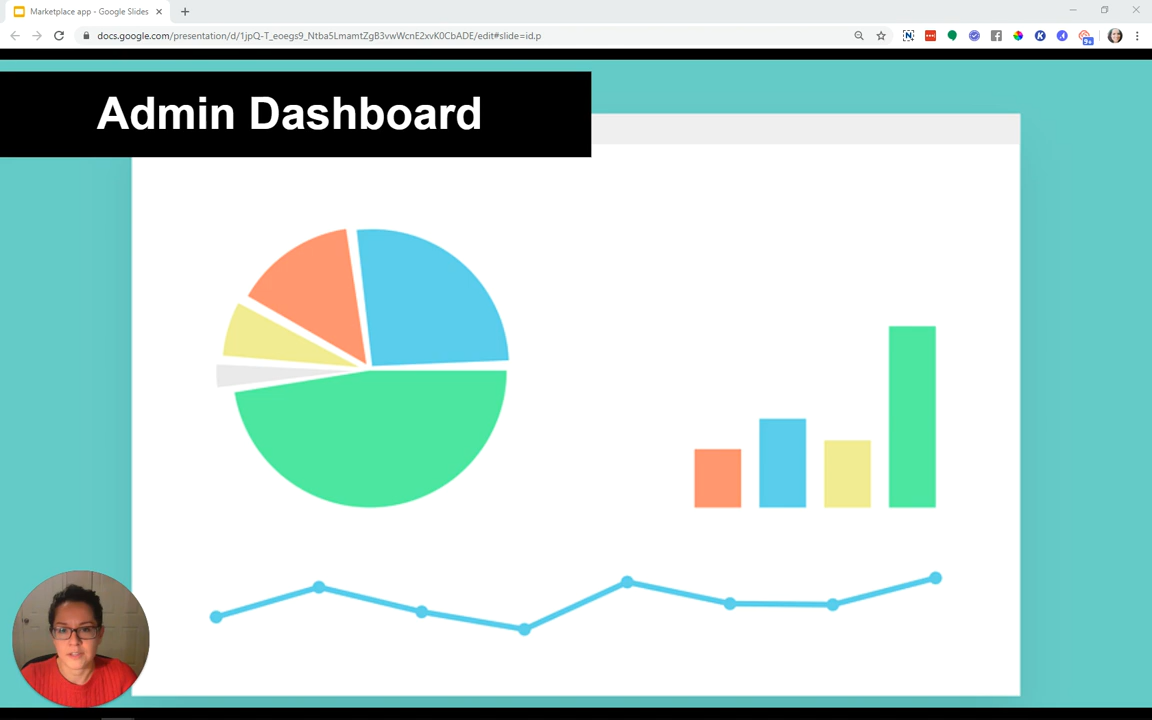 Marketplace app - Google Slides
docs.google.com/presentation/d/1jpQ-T_eoegs9_Ntba5LmamtZgB3vwWcnE2xvK0CbADE/edit#slide=id.p
Admin Dashboard